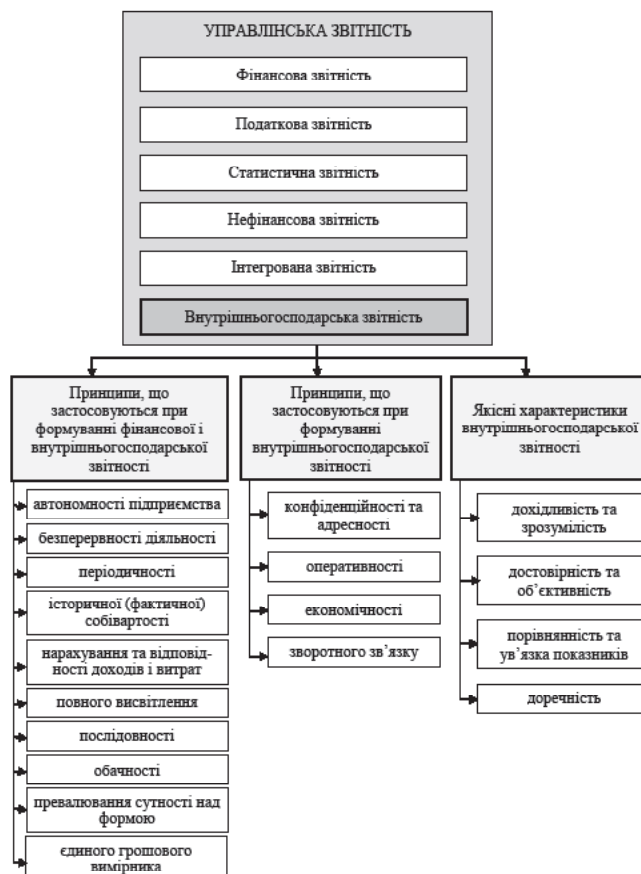 УПРАВЛІНСЬКА ЗВІТНІСТЬ
Фінансова звітність
Податкова звітність
Статистична звітність
Нефінансова звітність
Інтегрована звітність
Внутрішньогосподарська звітність
Принципи, що
застосовуються при
формуванні фінансової і
внутрішньогосподарської
звітності
автономності підприємства
безперервності діяльності
періодичності
історичної (фактичної)
собівартості
нарахування та відповід-
ності доходів і витрат
повного висвітлення
послідовності
обачності
превалювання сутності над
формою
єдиного грошового
вимірника
Принципи, що
застосовуються при
формуванні
внутрішньогосподарської
звітності
конфіденційності та
адресності
оперативності
економічності
зворотного зв’язку
Якісні характеристики
внутрішньогосподарської
звітності
дохідливість та
зрозумілість
достовірність та
об’єктивність
порівнянність та
ув’язка показників
доречність